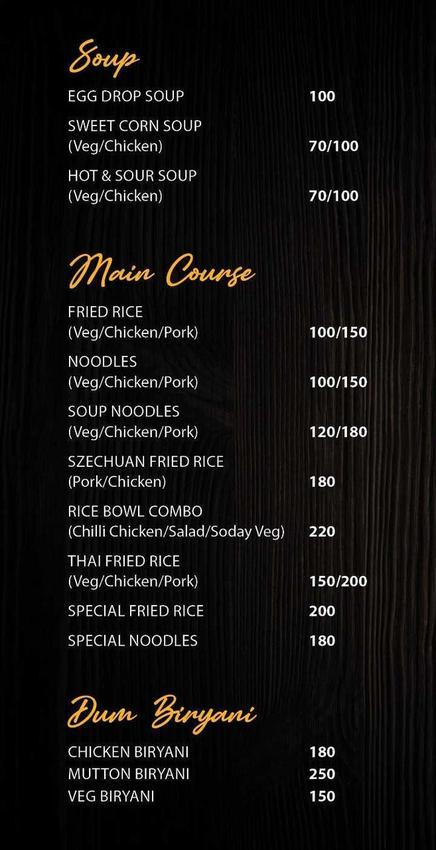 Soup
EGG DROP SOUP 100
SWEET CORN SOUP
(Veg/Chicken) 70/100
HOT & SOUR SOUP
(Veg/Chicken) 70/100
Main Course
FRIED RICE
(Veg/Chicken/Pork) 100/150
NOODLES
(Veg/Chicken/Pork) 100/150
SOUP NOODLES
(Veg/Chicken/Pork) 120/180
SZECHUAN FRIED RICE
(Pork/Chicken) 180
RICE BOWL COMBO
(Chilli Chicken/Salad/Soday Veg) 220
THAI FRIED RICE
(Veg/Chicken/Pork) 150/200
SPECIAL FRIED RICE 200
SPECIAL NOODLES 180
Dum Biryani
CHICKEN BIRYANI 180
MUTTON BIRYANI 250
VEG BIRYANI 150